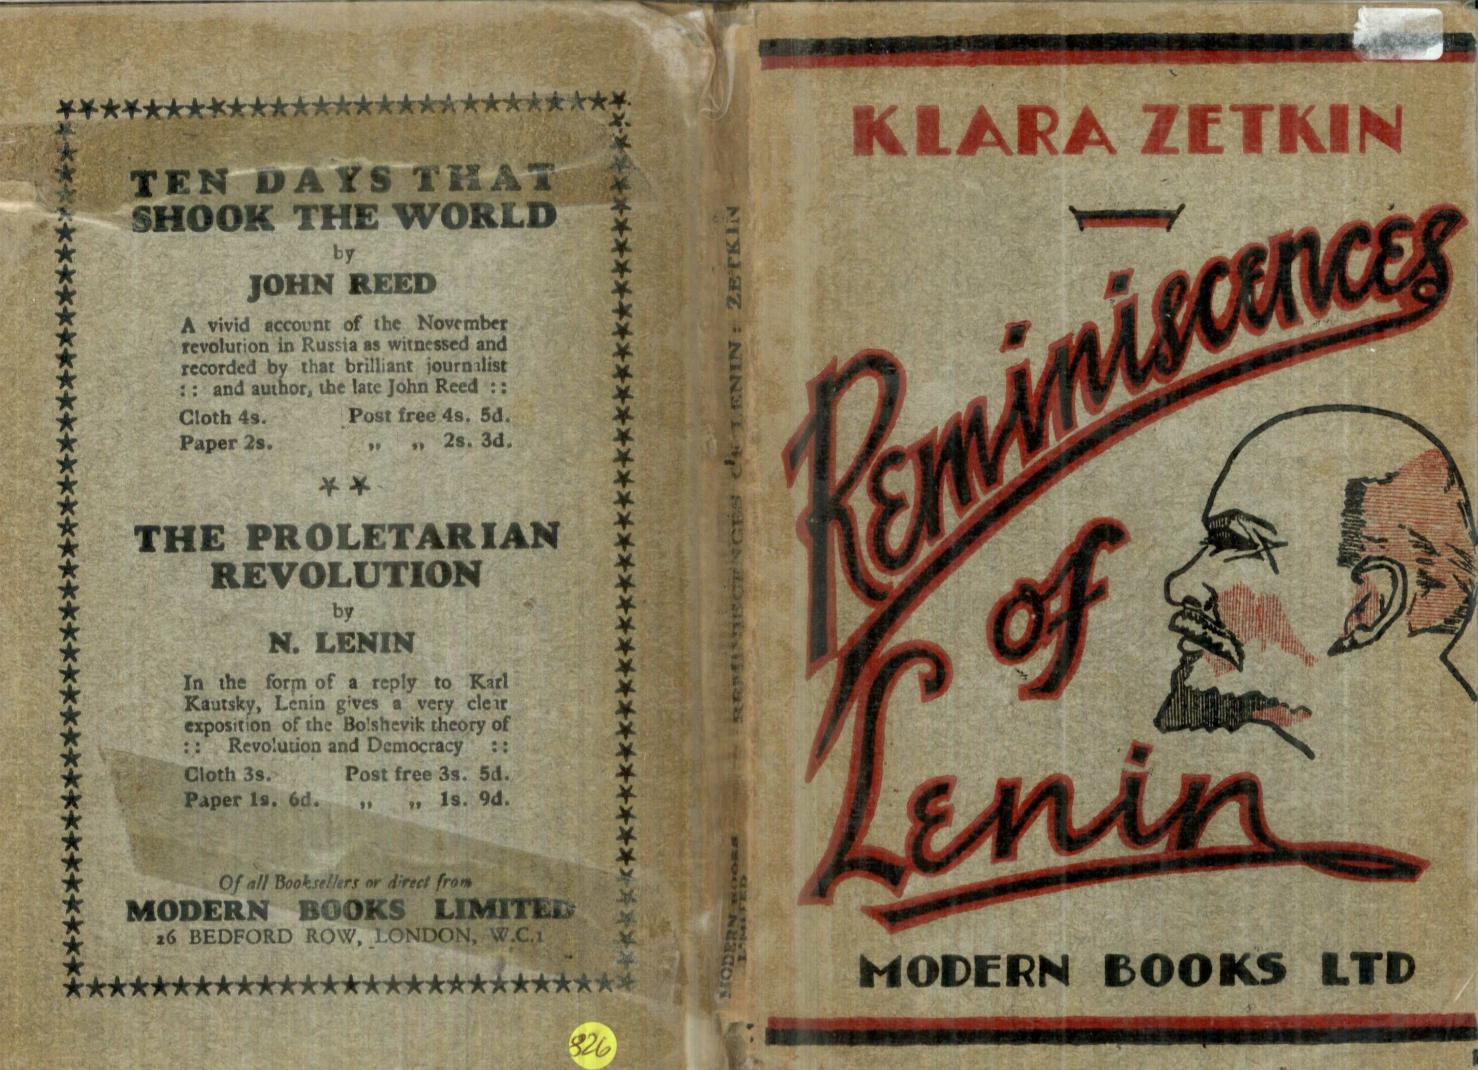 TEN DAYS THAT
SHOOK THE WORLD
by
JOHN REED
A vivid account of the November
revolution in Russia as witnessed and
recorded by that brilliant journalist
:: and author, the late John Reed ::
Cloth 4s. Post free 4s. 5d.
Paper 2s. „ „ 2s. 3d.
THE PROLETARIAN
REVOLUTION
by
N. LENIN
In the form of a reply to Karl
Kautsky, Lenin gives a very clear
exposition of the Bolshevik theory of
:: Revolution and Democracy ::
Cloth 3s. Post free 3s. 5d.
Paper 1s. 6d. „ „ 1s. 9d.
Of all Booksellers or direct from
MODERN BOOKS LIMITED
26 BEDFORD ROW, LONDON, W.C.1
826
REMINISCENCES OF LENIN: ZETKIN
MODERN BOOKS
LIMITED
KLARA ZETKIN
Reminiscences
of
Lenin
MODERN BOOKS LTD